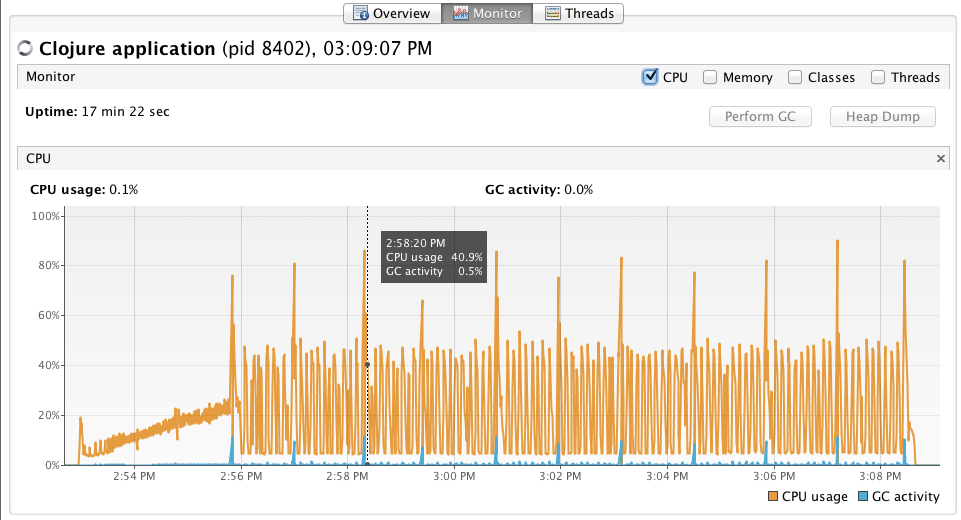 Overview Monitor Threads
Clojure application (pid 8402), 03:09:07 PM
Monitor CPU Memory Classes Threads
Uptime: 17 min 22 sec Perform GC Heap Dump
CPU ×
CPU usage: 0.1% GC activity: 0.0%
100%
80%
60%
40%
20%
0%
2:58:20 PM
CPU usage 40.9%
GC activity 0.5%
2:54 PM 2:56 PM 2:58 PM 3:00 PM 3:02 PM 3:04 PM 3:06 PM 3:08 PM
CPU usage GC activity